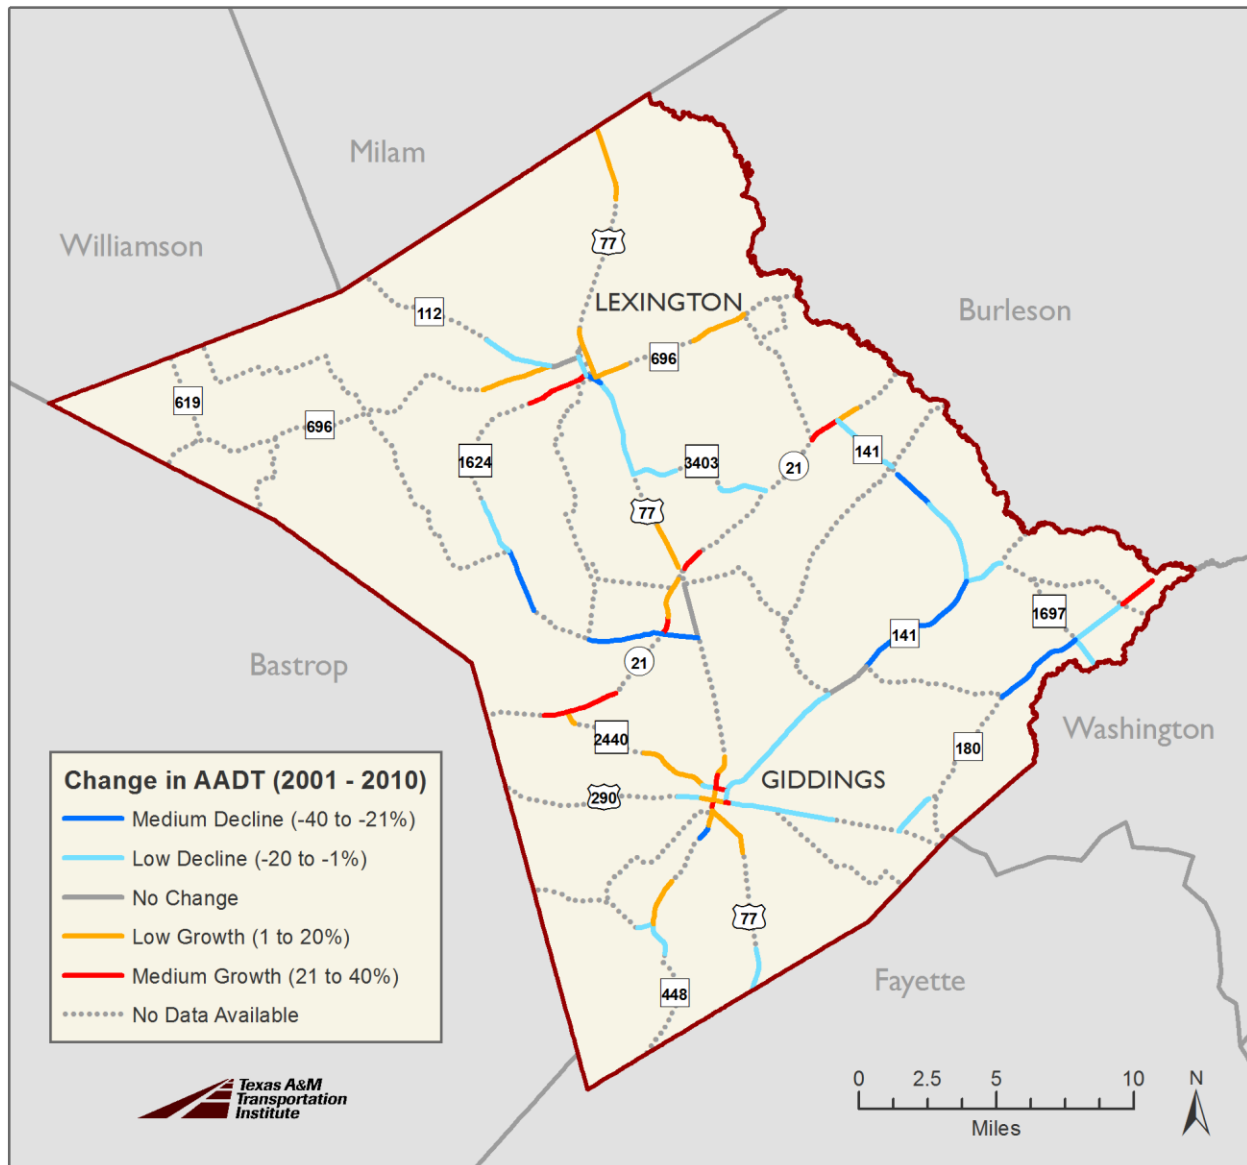 Milam
Williamson
77
LEXINGTON
Burleson
112
696
619
696
1624
3403
21
141
77
1697
141
21
Bastrop
Washington
2440
180
GIDDINGS
290
77
Fayette
448
Change in AADT (2001 - 2010)
Medium Decline (-40 to -21%)
Low Decline (-20 to -1%)
No Change
Low Growth (1 to 20%)
Medium Growth (21 to 40%)
No Data Available
Texas A&M
Transportation
Institute
0 2.5 5 10
Miles
N